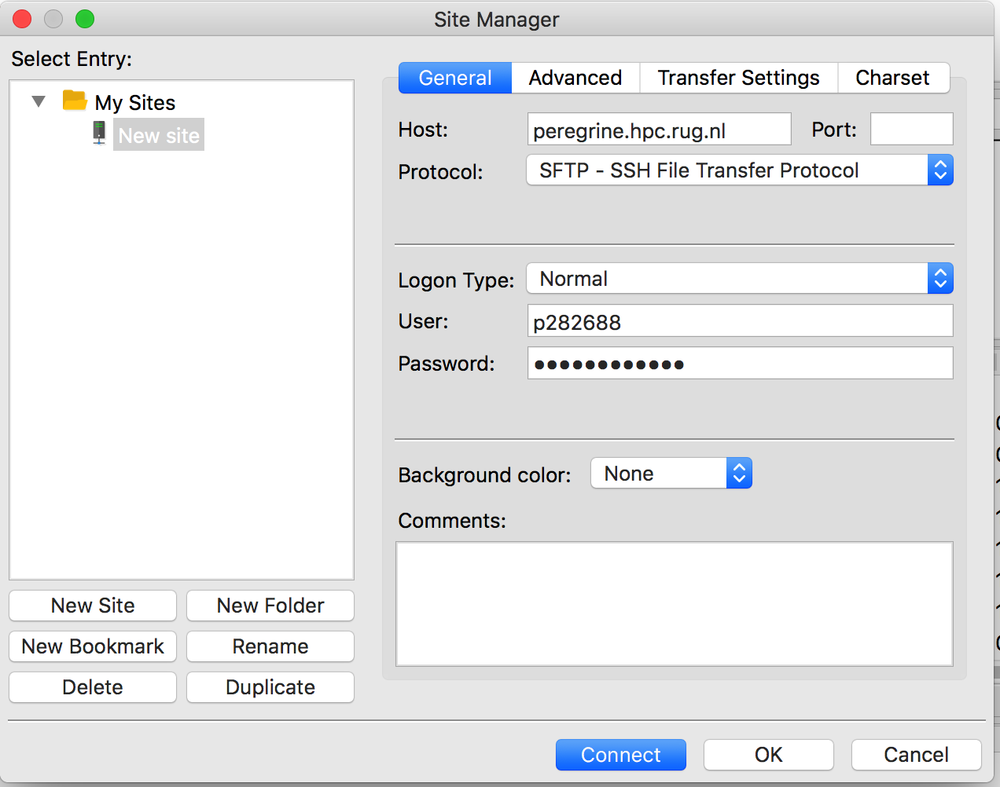 Site Manager
Select Entry:
My Sites
New site
New Site New Folder
New Bookmark Rename
Delete Duplicate
General Advanced Transfer Settings Charset
Host: peregrine.hpc.rug.nl Port:
Protocol: SFTP - SSH File Transfer Protocol
Logon Type: Normal
User: p282688
Password: ●●●●●●●●●●●●
Background color: None
Comments:
Connect OK Cancel